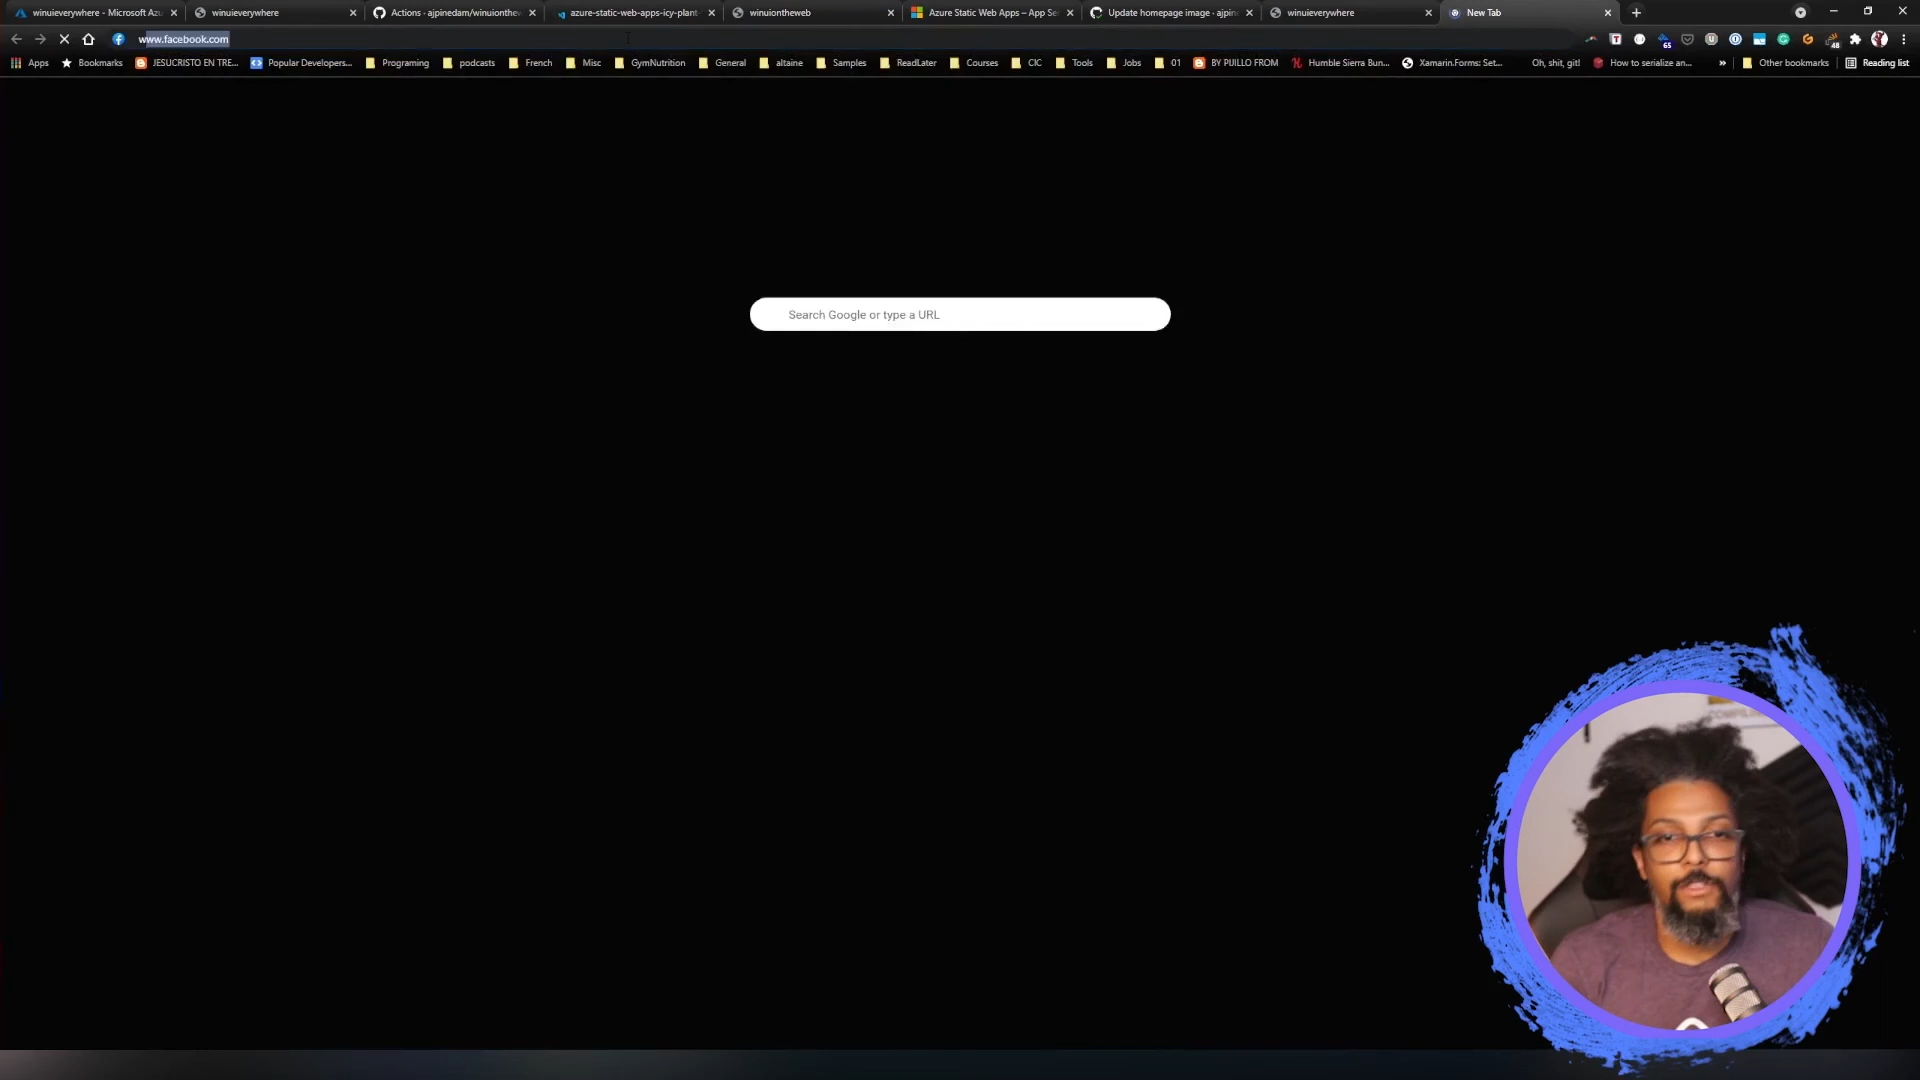 winuieverywhere - Microsoft Azu
winuieverywhere
Actions · ajpinedam/winuionthew
azure-static-web-apps-icy-plant-
winuiontheweb
Azure Static Web Apps – App Se
Update homepage image · ajpin
winuieverywhere
New Tab
www.facebook.com
65
48
Apps
Bookmarks
JESUCRISTO EN TRE...
Popular Developers...
Programing
podcasts
French
Misc
GymNutrition
General
altaine
Samples
ReadLater
Courses
CIC
Tools
Jobs
01
BY PUILLO FROM
Humble Sierra Bun...
Xamarin.Forms: Set...
Oh, shit, git!
How to serialize an...
»
Other bookmarks
Reading list
Search Google or type a URL